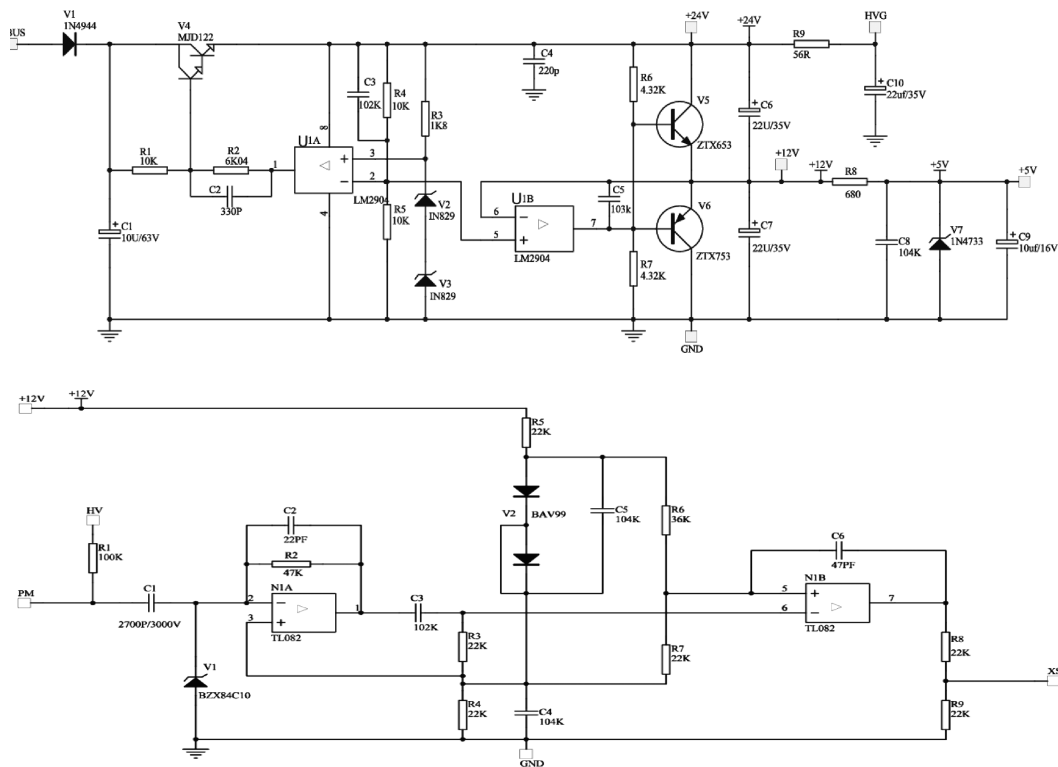 BUS
V1
1N4944
V4
MJD122
+24V
+24V
HVG
R9
56R
C4
220p
C3
102K
R4
10K
R3
1K8
R6
4.32K
V5
ZTX653
C6
22U/35V
C10
22uf/35V
R1
10K
R2
6K04
C2
330P
1
U1A
8
3
2
4
LM2904
R5
10K
V2
IN829
V3
IN829
U1B
6
5
7
LM2904
C5
103k
V6
ZTX753
R7
4.32K
C7
22U/35V
+12V
+12V
R8
680
+5V
+5V
C8
104K
V7
1N4733
C9
10uf/16V
C1
10U/63V
GND
+12V
+12V
R5
22K
HV
R1
100K
PM
C1
2700P/3000V
C2
22PF
R2
47K
N1A
2
3
1
TL082
V1
BZX84C10
C3
102K
R3
22K
R4
22K
V2
BAV99
C5
104K
R6
36K
C4
104K
R7
22K
C6
47PF
N1B
5
6
7
TL082
R8
22K
R9
22K
GND